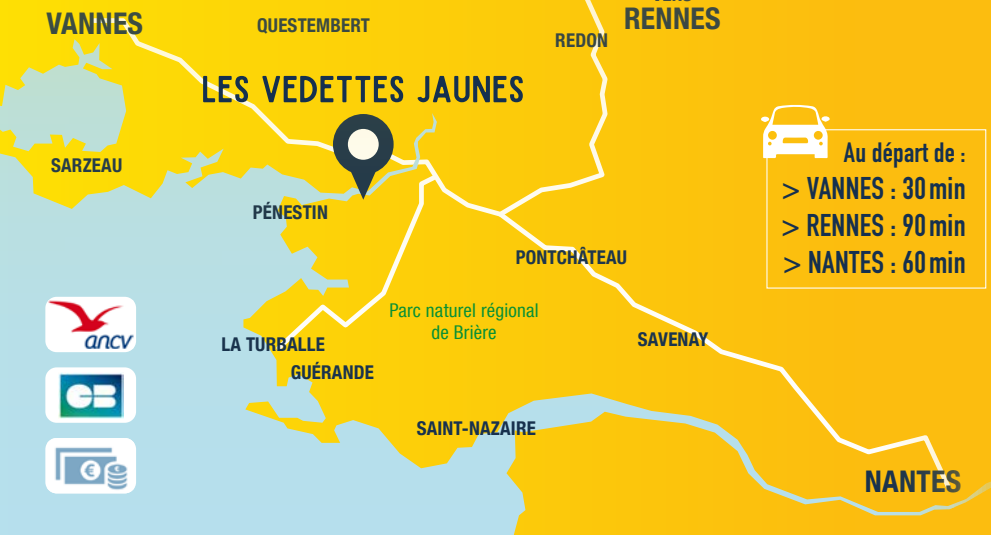 VERS
VANNES
QUESTEMBERT
RENNES
REDON
LES VEDETTES JAUNES
SARZEAU
Au départ de :
> VANNES : 30 min
> RENNES : 90 min
> NANTES : 60 min
PÉNESTIN
PONTCHÂTEAU
ancv
Parc naturel régional
de Brière
LA TURBALLE
SAVENAY
GUÉRANDE
CB
SAINT-NAZAIRE
€
NANTES